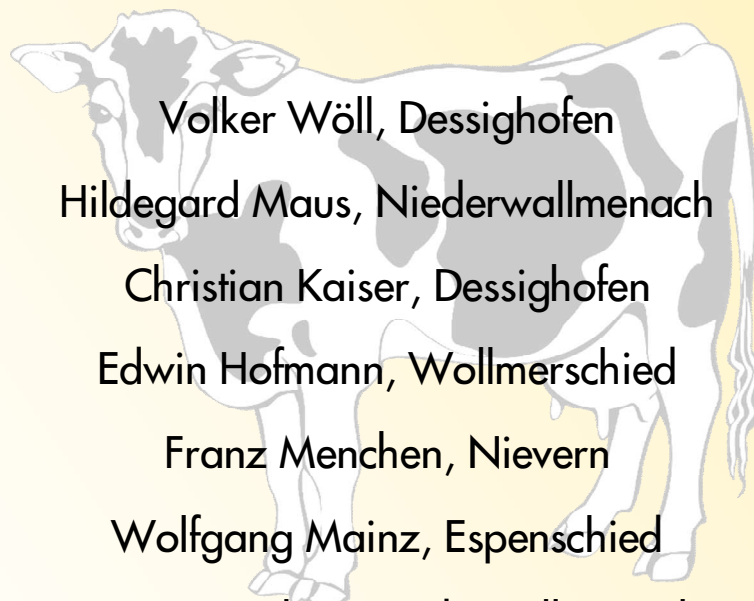 Volker Wöll, Dessighofen
Hildegard Maus, Niederwallmenach
Christian Kaiser, Dessighofen
Edwin Hofmann, Wollmerschied
Franz Menchen, Nievern
Wolfgang Mainz, Espenschied